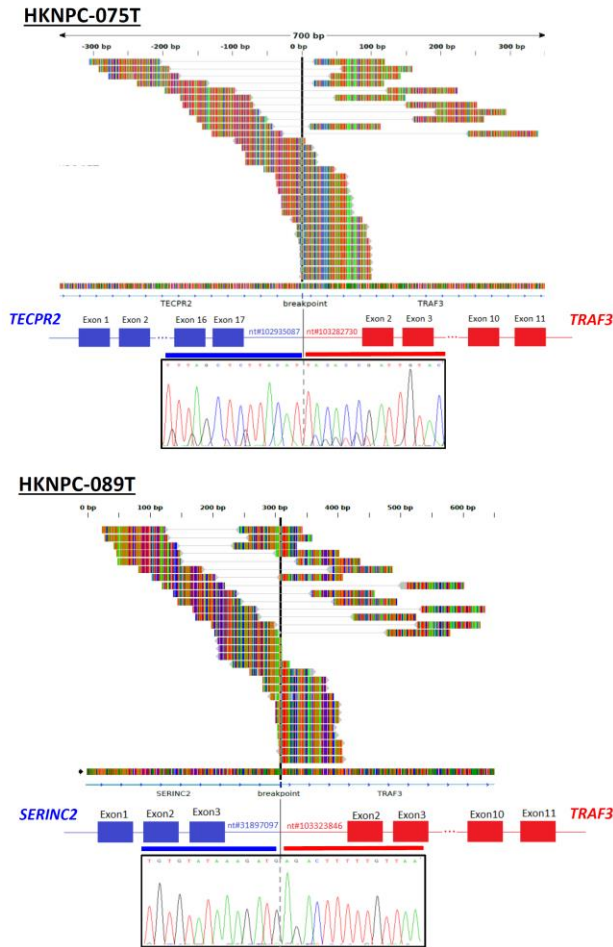 HKNPC-075T
700 bp
-300 bp -200 bp -100 bp 0 bp 100 bp 200 bp 300 bp
TECPR2 breakpoint TRAF3
TECPR2 Exon 1 Exon 2 Exon 16 Exon 17 nt#102935087 nt#103282730 Exon 2 Exon 3 Exon 10 Exon 11 TRAF3
HKNPC-089T
0 bp 100 bp 200 bp 300 bp 400 bp 500 bp 600 bp
SERINC2 breakpoint TRAF3
SERINC2 Exon1 Exon2 Exon3 nt#31897097 nt#103323846 Exon2 Exon3 Exon10 Exon11 TRAF3
T G T G T A T A A A G A T G A G A C T T T T T G T T A A